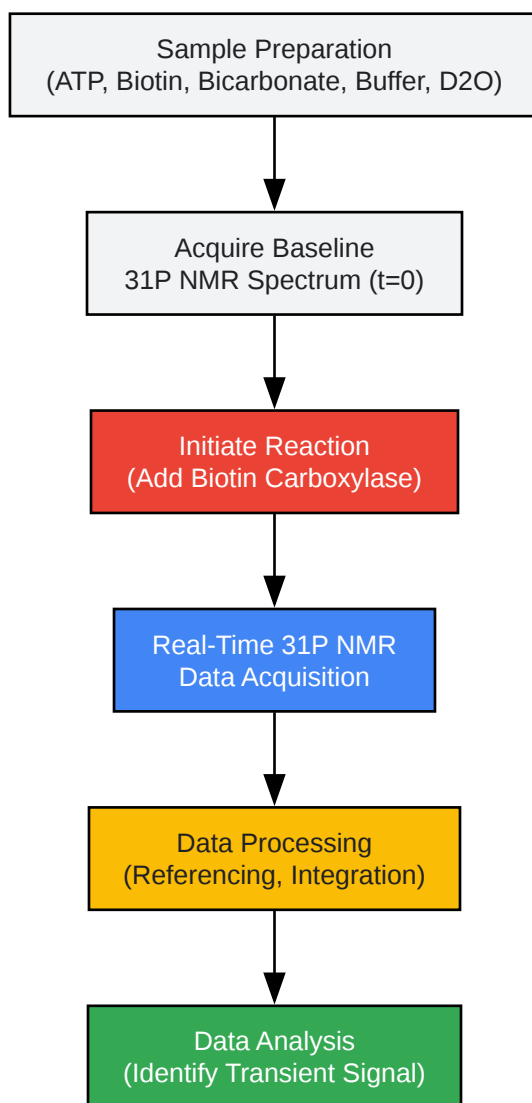 Sample Preparation
(ATP, Biotin, Bicarbonate, Buffer, D2O)
Acquire Baseline
31P NMR Spectrum (t=0)
Initiate Reaction
(Add Biotin Carboxylase)
Real-Time 31P NMR
Data Acquisition
Data Processing
(Referencing, Integration)
Data Analysis
(Identify Transient Signal)